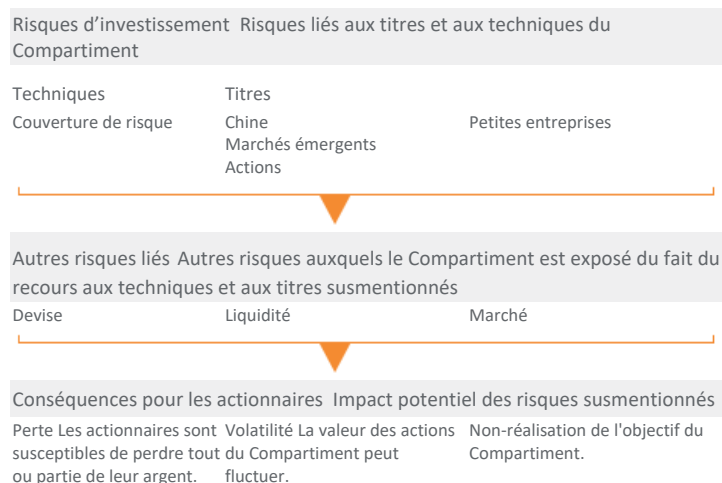 Risques d’investissement Risques liés aux titres et aux techniques du
Compartiment
Techniques Titres
Couverture de risque Chine Petites entreprises
Marchés émergents
Actions
Autres risques liés Autres risques auxquels le Compartiment est exposé du fait du
recours aux techniques et aux titres susmentionnés
Devise Liquidité Marché
Conséquences pour les actionnaires Impact potentiel des risques susmentionnés
Perte Les actionnaires sont
susceptibles de perdre tout
ou partie de leur argent.
Volatilité La valeur des actions
du Compartiment peut
fluctuer.
Non-réalisation de l'objectif du
Compartiment.